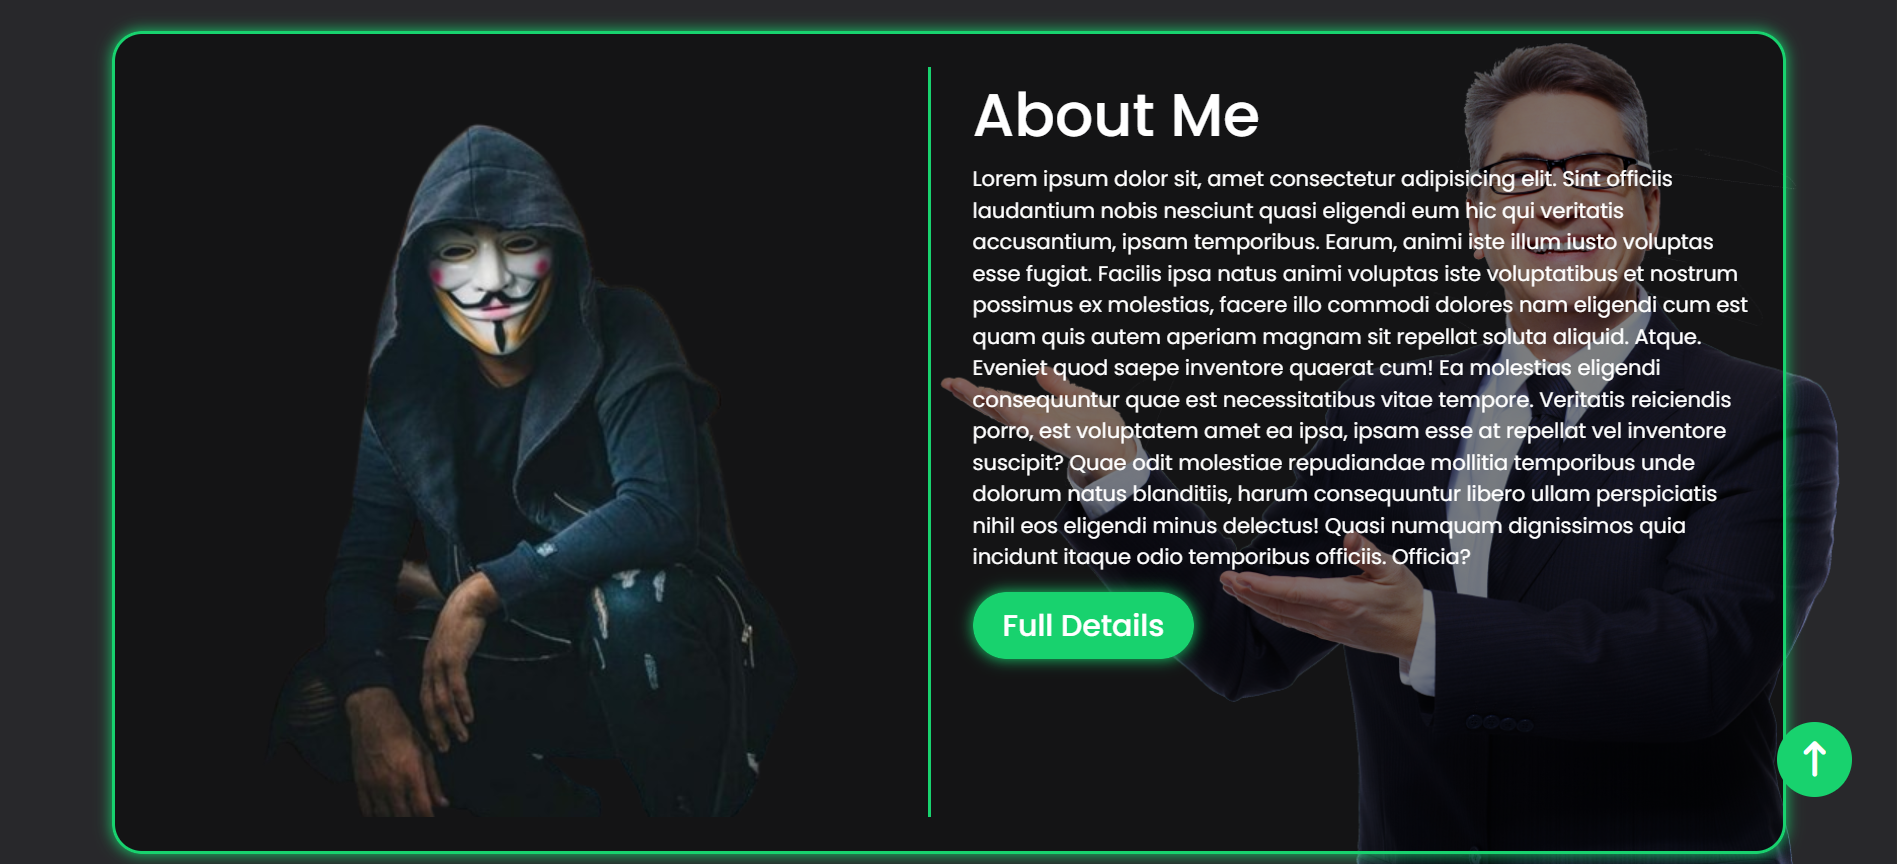 About Me
Lorem ipsum dolor sit, amet consectetur adipisicing elit. Sint officiis
laudantium nobis nesciunt quasi eligendi eum hic qui veritatis
accusantium, ipsam temporibus. Earum, animi iste illum iusto voluptas
esse fugiat. Facilis ipsa natus animi voluptas iste voluptatibus et nostrum
possimus ex molestias, facere illo commodi dolores nam eligendi cum est
quam quis autem aperiam magnam sit repellat soluta aliquid. Atque.
Eveniet quod saepe inventore quaerat cum! Ea molestias eligendi
consequuntur quae est necessitatibus vitae tempore. Veritatis reiciendis
porro, est voluptatem amet ea ipsa, ipsam esse at repellat vel inventore
suscipit? Quae odit molestiae repudiandae mollitia temporibus unde
dolorum natus blanditiis, harum consequuntur libero ullam perspiciatis
nihil eos eligendi minus delectus! Quasi numquam dignissimos quia
incidunt itaque odio temporibus officiis. Officia?
Full Details